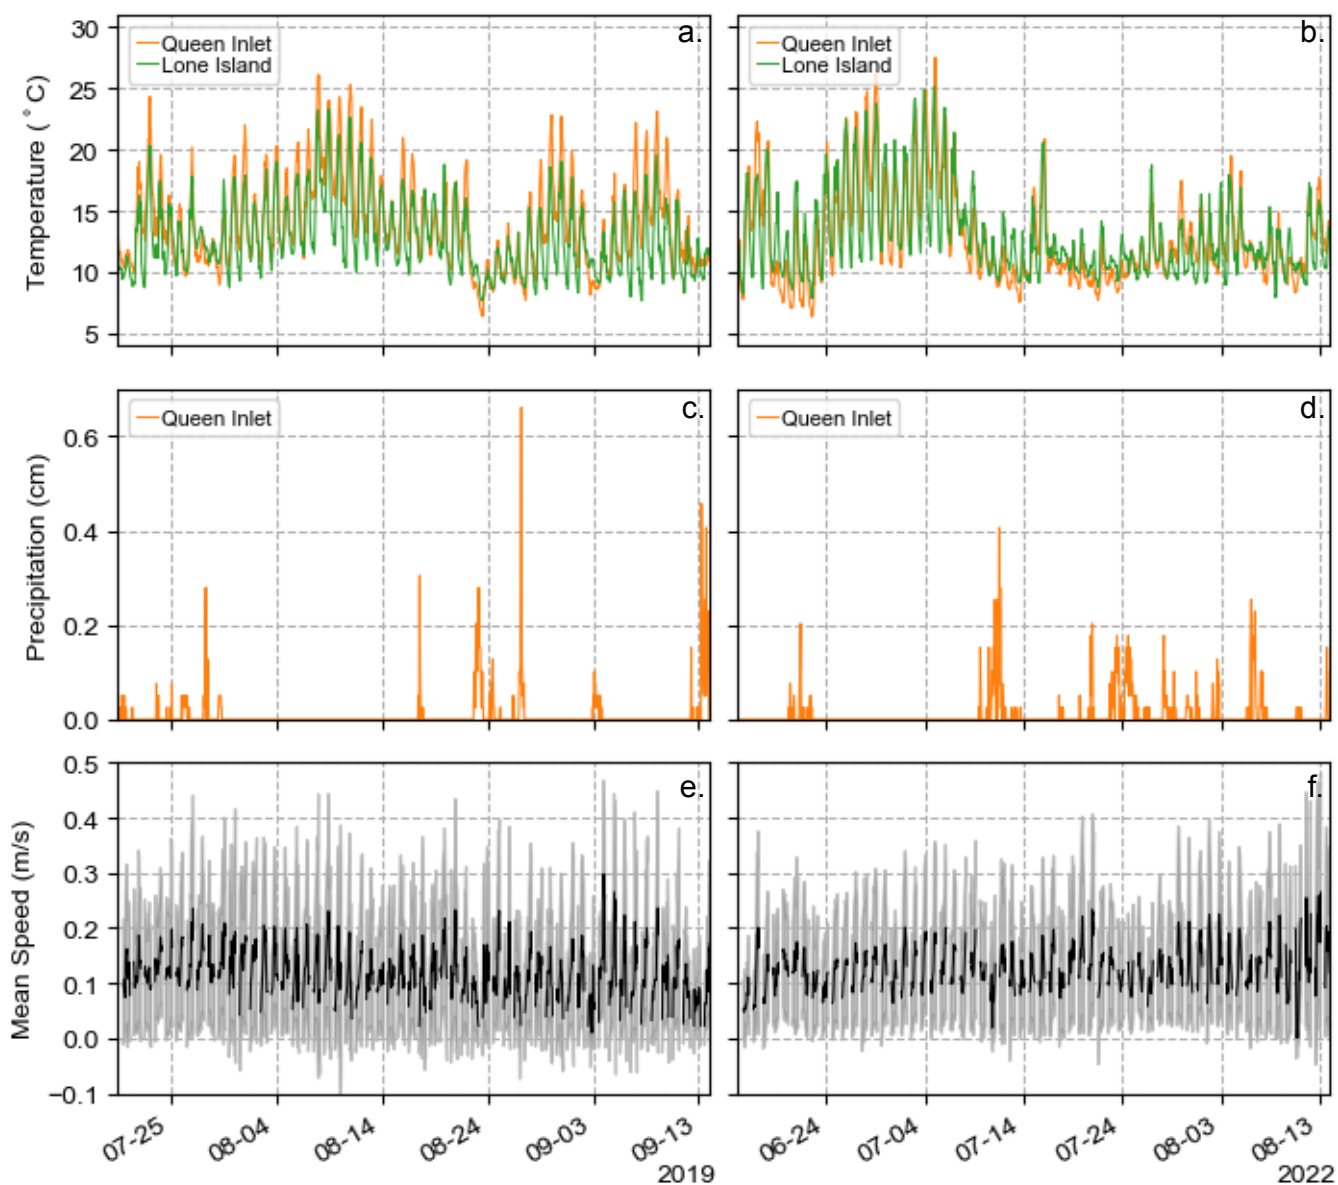 a.
b.
Queen Inlet
Lone Island
Queen Inlet
Lone Island
Temperature (°C)
30
25
20
15
10
5
c.
d.
Queen Inlet
Queen Inlet
Precipitation (cm)
0.6
0.4
0.2
0.0
e.
f.
Mean Speed (m/s)
0.5
0.4
0.3
0.2
0.1
0.0
−0.1
07-25
08-04
08-14
08-24
09-03
09-13
2019
06-24
07-04
07-14
07-24
08-03
08-13
2022